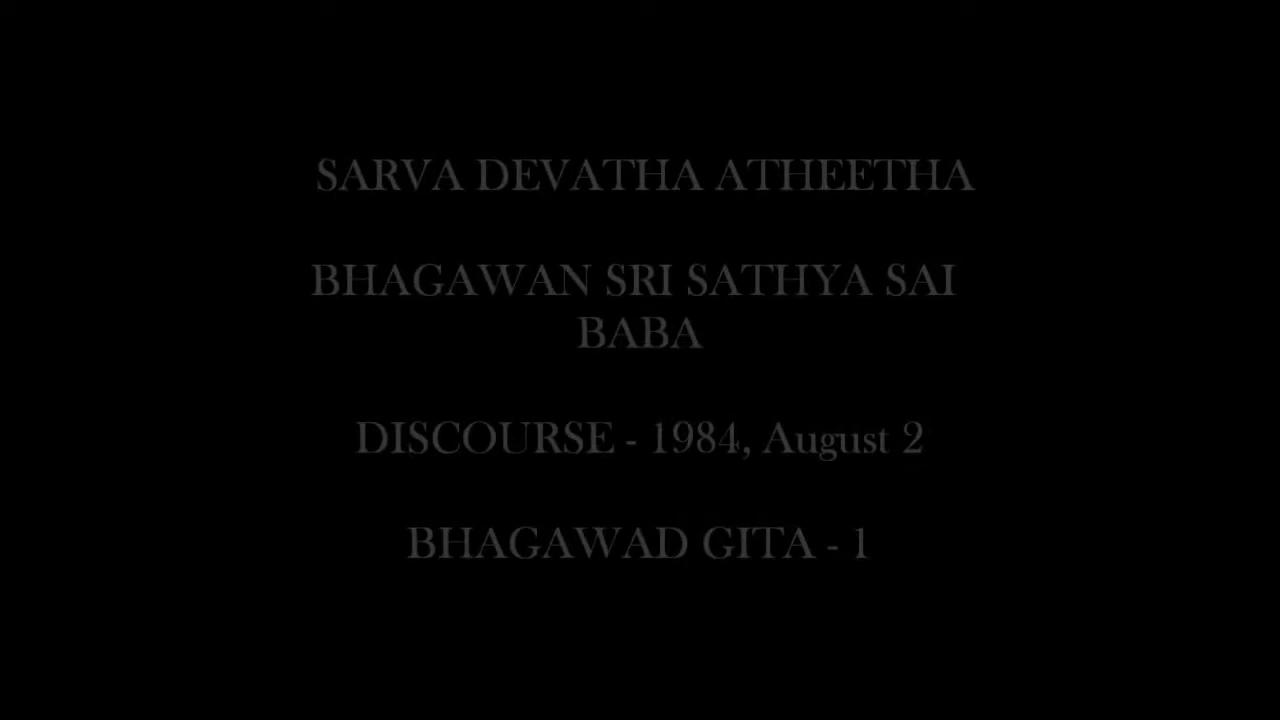 SARVA DEVATHA ATHEETHA
BHAGAWAN SRI SATHYA SAI
BABA
DISCOURSE - 1984, August 2
BHAGAWAD GITA - 1